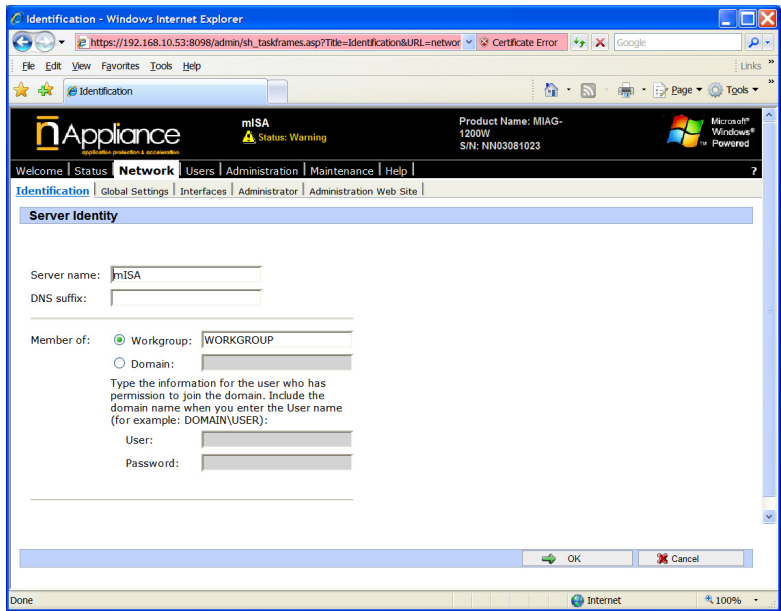 Identification - Windows Internet Explorer
https://192.168.10.53:8098/admin/sh_taskframes.asp?Title=Identification&URL=networ
Certificate Error
Google
File Edit View Favorites Tools Help
Links »
Identification
Page Tools »
nAppliance
application protection & acceleration
mISA
Status: Warning
Product Name: MIAG-
1200W
S/N: NN03081023
Microsoft®
Windows®
Powered
TM
Welcome | Status | Network | Users | Administration | Maintenance | Help | ?
Identification | Global Settings | Interfaces | Administrator | Administration Web Site |
Server Identity
Server name: mISA
DNS suffix:
Member of: Workgroup: WORKGROUP
Domain:
Type the information for the user who has
permission to join the domain. Include the
domain name when you enter the User name
(for example: DOMAIN\USER):
User:
Password:
OK Cancel
Done Internet 100%